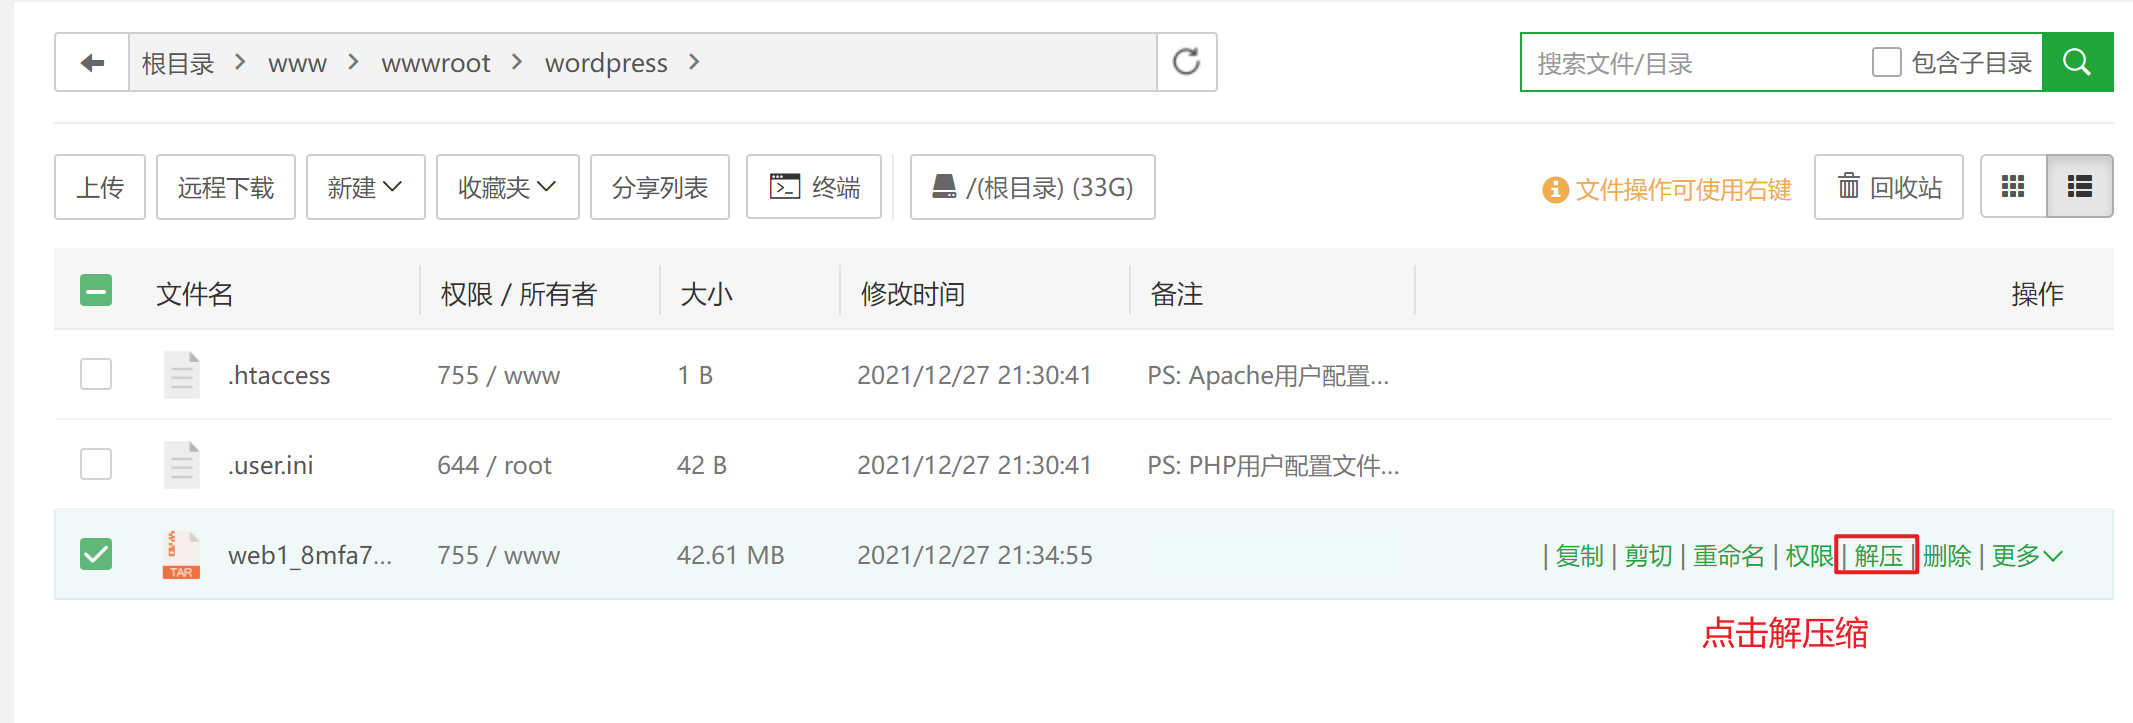 根目录 > www > wwwroot > wordpress >
搜索文件/目录 包含子目录
上传 远程下载 新建 收藏夹 分享列表 终端 /(根目录) (33G) 文件操作可使用右键 回收站
文件名 权限 / 所有者 大小 修改时间 备注 操作
.htaccess 755 / www 1 B 2021/12/27 21:30:41 PS: Apache用户配置...
.user.ini 644 / root 42 B 2021/12/27 21:30:41 PS: PHP用户配置文件...
TAR web1_8mfa7... 755 / www 42.61 MB 2021/12/27 21:34:55 | 复制 | 剪切 | 重命名 | 权限 | 解压 | 删除 | 更多
点击解压缩